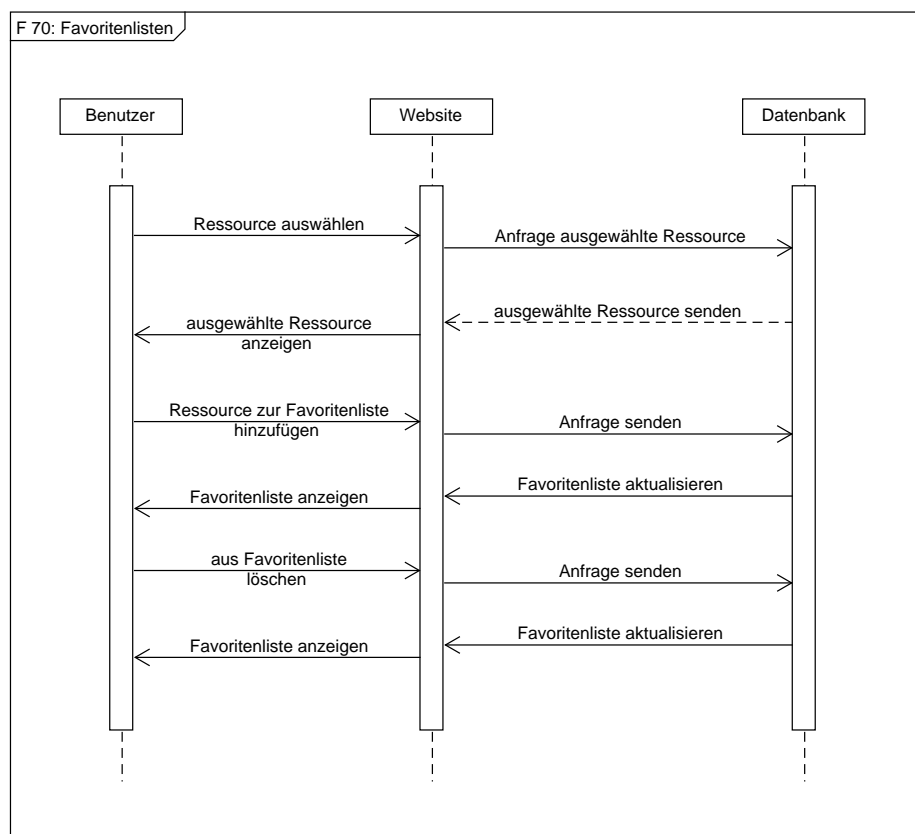 F 70: Favoritenlisten
Benutzer
Website
Datenbank
Ressource auswählen
Anfrage ausgewählte Ressource
ausgewählte Ressource senden
ausgewählte Ressource
anzeigen
Ressource zur Favoritenliste
hinzufügen
Anfrage senden
Favoritenliste aktualisieren
Favoritenliste anzeigen
aus Favoritenliste
löschen
Anfrage senden
Favoritenliste aktualisieren
Favoritenliste anzeigen